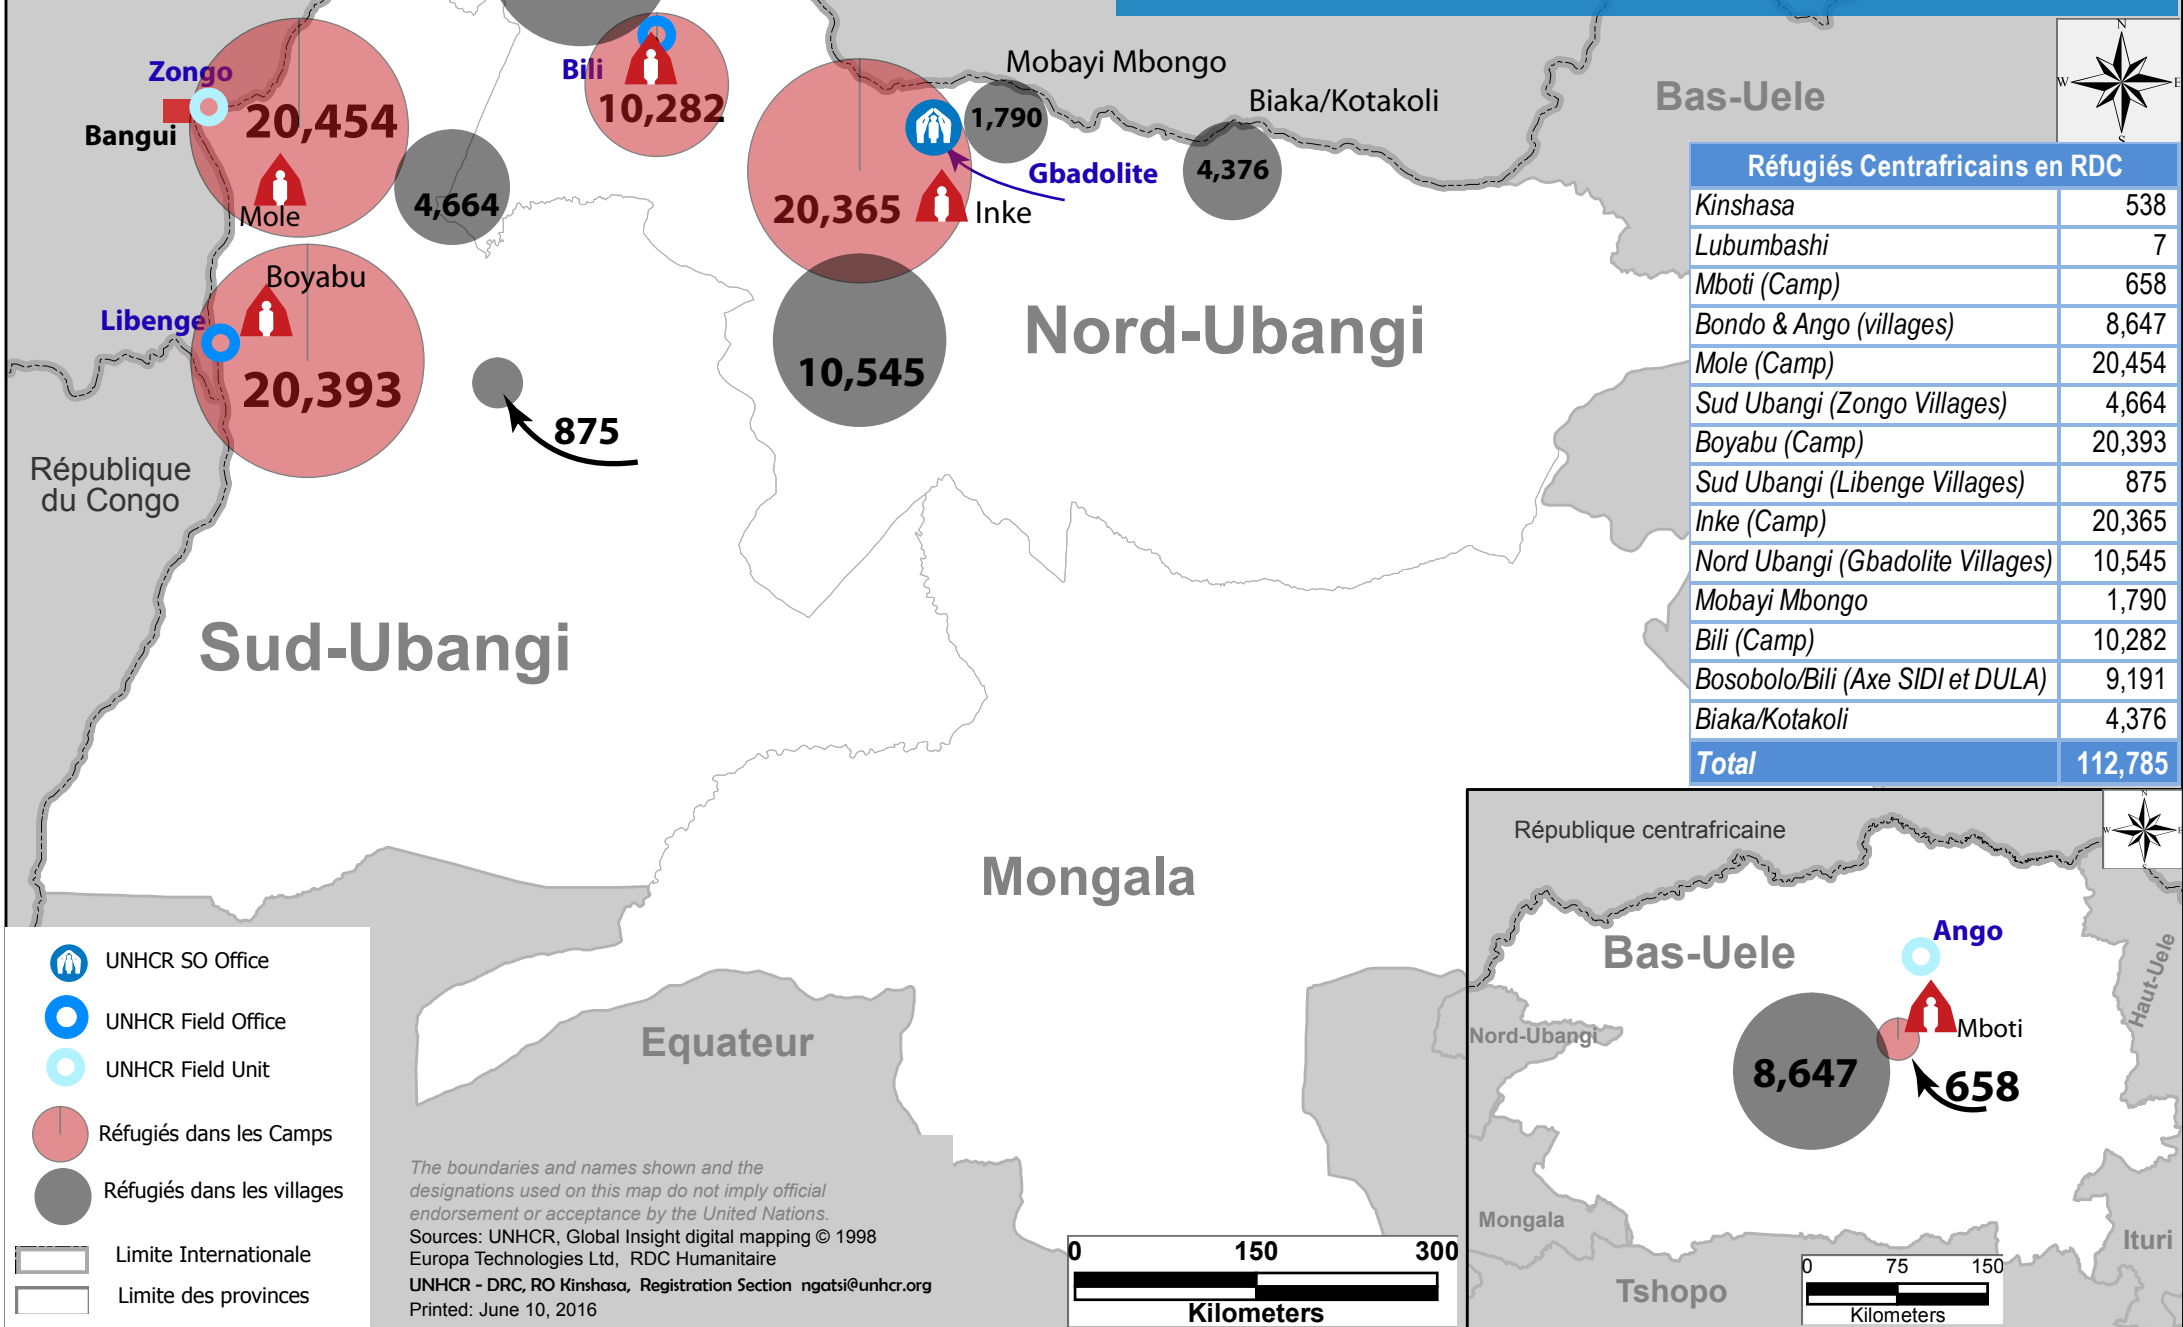 Zongo
Bangui
20,454
Mole
4,664
Bili
10,282
Mobayi Mbongo
1,790
Biaka/Kotakoli
4,376
Gbadolite
20,365
Inke
10,545
Boyabu
Libenge
20,393
875
République
du Congo
Nord-Ubangi
Sud-Ubangi
Mongala
Equateur
Bas-Uele
N
W
E
S
Réfugiés Centrafricains en RDC
Kinshasa 538
Lubumbashi 7
Mboti (Camp) 658
Bondo & Ango (villages) 8,647
Mole (Camp) 20,454
Sud Ubangi (Zongo Villages) 4,664
Boyabu (Camp) 20,393
Sud Ubangi (Libenge Villages) 875
Inke (Camp) 20,365
Nord Ubangi (Gbadolite Villages) 10,545
Mobayi Mbongo 1,790
Bili (Camp) 10,282
Bosobolo/Bili (Axe SIDI et DULA) 9,191
Biaka/Kotakoli 4,376
Total 112,785
République centrafricaine
N
W
E
S
Bas-Uele
Ango
Mboti
8,647
658
Haut-Uele
Nord-Ubangi
Mongala
Tshopo
Ituri
0 75 150
Kilometers
UNHCR SO Office
UNHCR Field Office
UNHCR Field Unit
Réfugiés dans les Camps
Réfugiés dans les villages
Limite Internationale
Limite des provinces
The boundaries and names shown and the
designations used on this map do not imply official
endorsement or acceptance by the United Nations.
Sources: UNHCR, Global Insight digital mapping © 1998
Europa Technologies Ltd, RDC Humanitaire
UNHCR - DRC, RO Kinshasa, Registration Section ngatsi@unhcr.org
Printed: June 10, 2016
0 150 300
Kilometers